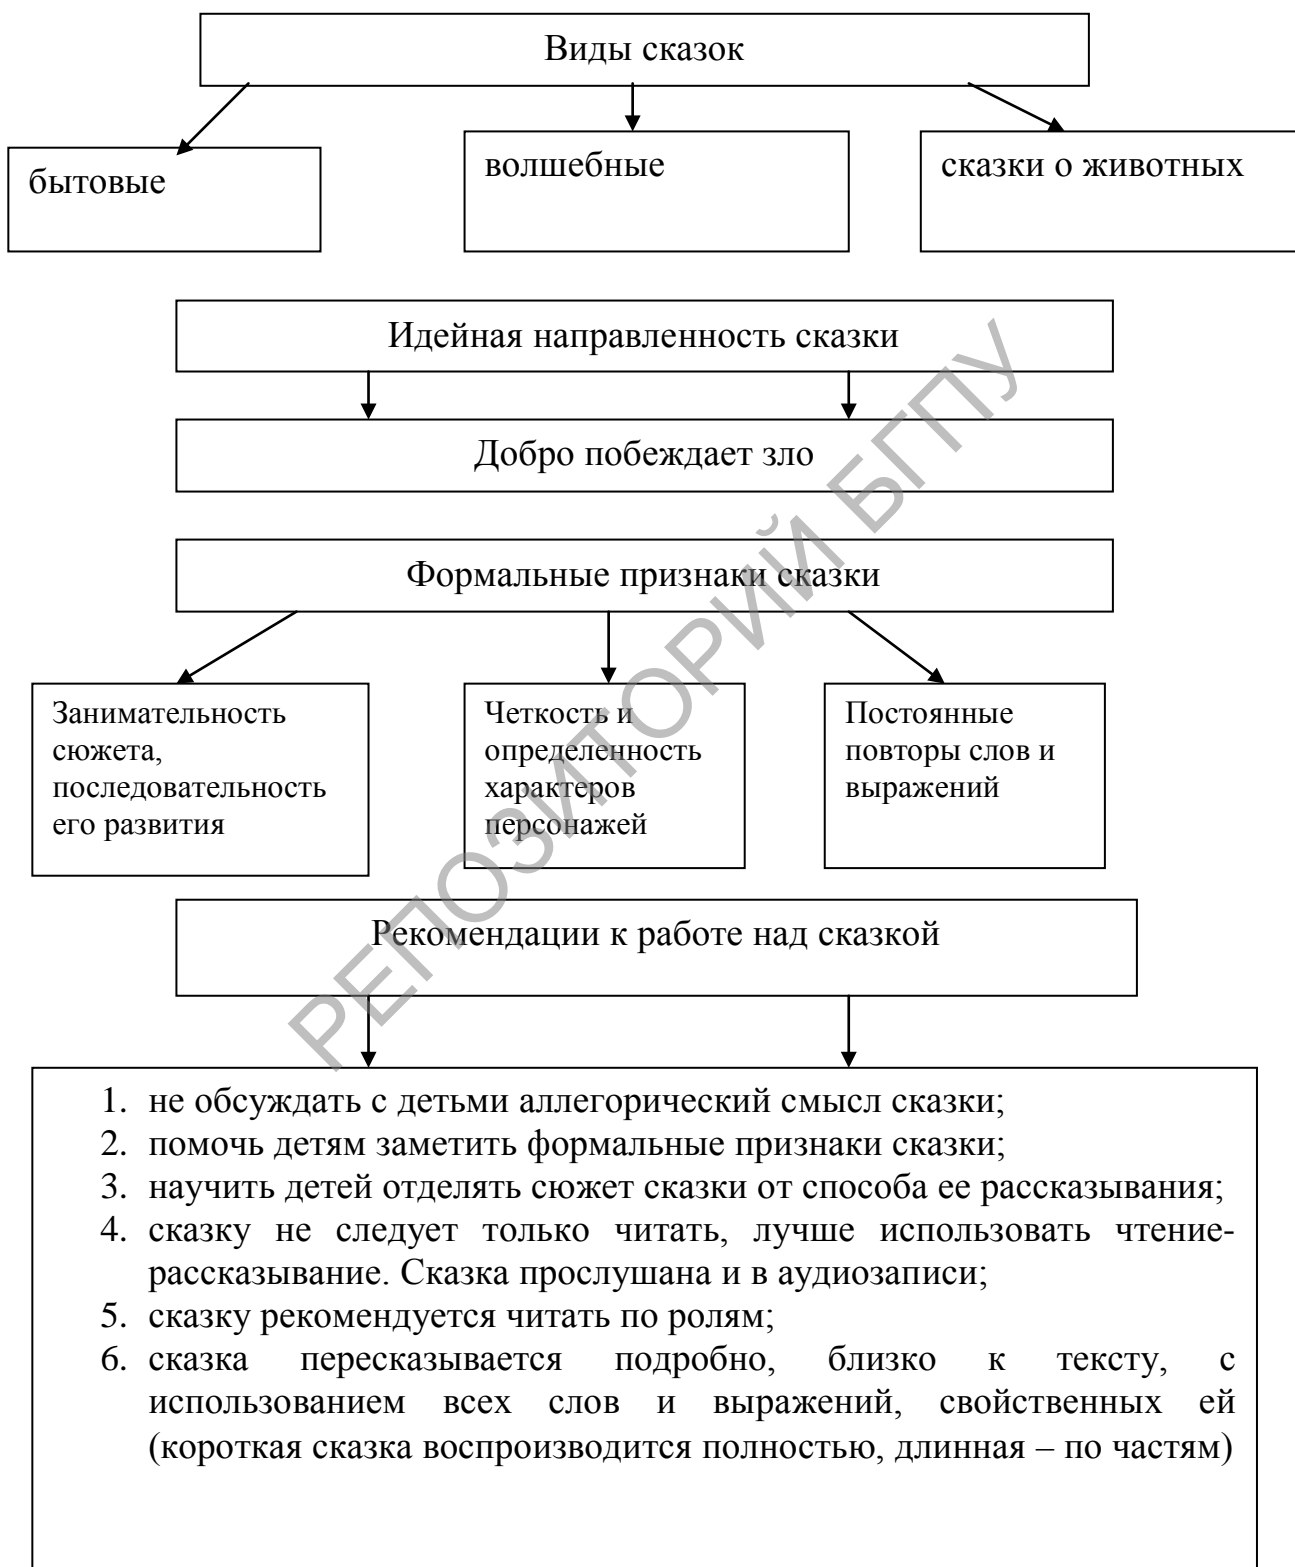 Виды сказок
бытовые
волшебные
сказки о животных
Идейная направленность сказки
Добро побеждает зло
Формальные признаки сказки
Занимательность
сюжета,
последовательность
его развития
Четкость и
определенность
характеров
персонажей
Постоянные
повторы слов и
выражений
Рекомендации к работе над сказкой
1. не обсуждать с детьми аллегорический смысл сказки;
2. помочь детям заметить формальные признаки сказки;
3. научить детей отделять сюжет сказки от способа ее рассказывания;
4. сказку не следует только читать, лучше использовать чтение-
рассказывание. Сказка прослушана и в аудиозаписи;
5. сказку рекомендуется читать по ролям;
6. сказка пересказывается подробно, близко к тексту, с
использованием всех слов и выражений, свойственных ей
(короткая сказка воспроизводится полностью, длинная – по частям)
РЕПОЗИТОРИЙ БГПУ